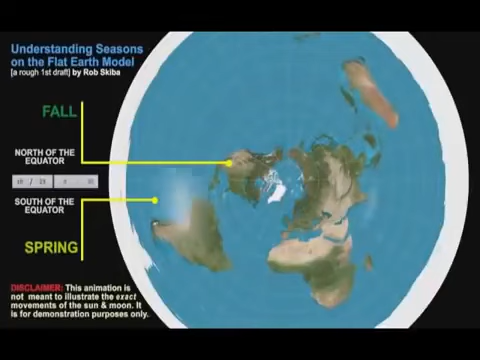 Understanding Seasons
on the Flat Earth Model
[a rough 1st draft] by Rob Skiba
FALL
NORTH OF THE
EQUATOR
SOUTH OF THE
EQUATOR
SPRING
DISCLAIMER: This animation is
not meant to illustrate the exact
movements of the sun & moon. It
is for demonstration purposes only.